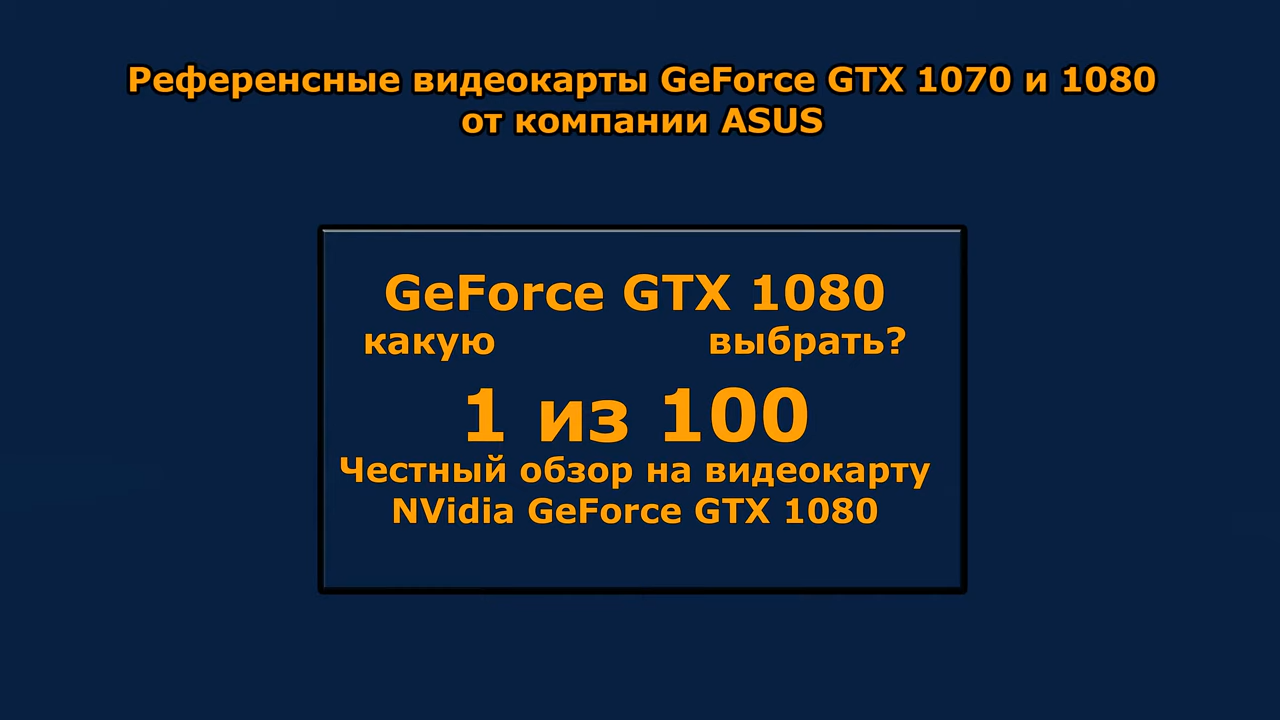 Референсные видеокарты GeForce GTX 1070 и 1080
от компании ASUS
GeForce GTX 1080
какую выбрать?
1 из 100
Честный обзор на видеокарту
NVidia GeForce GTX 1080